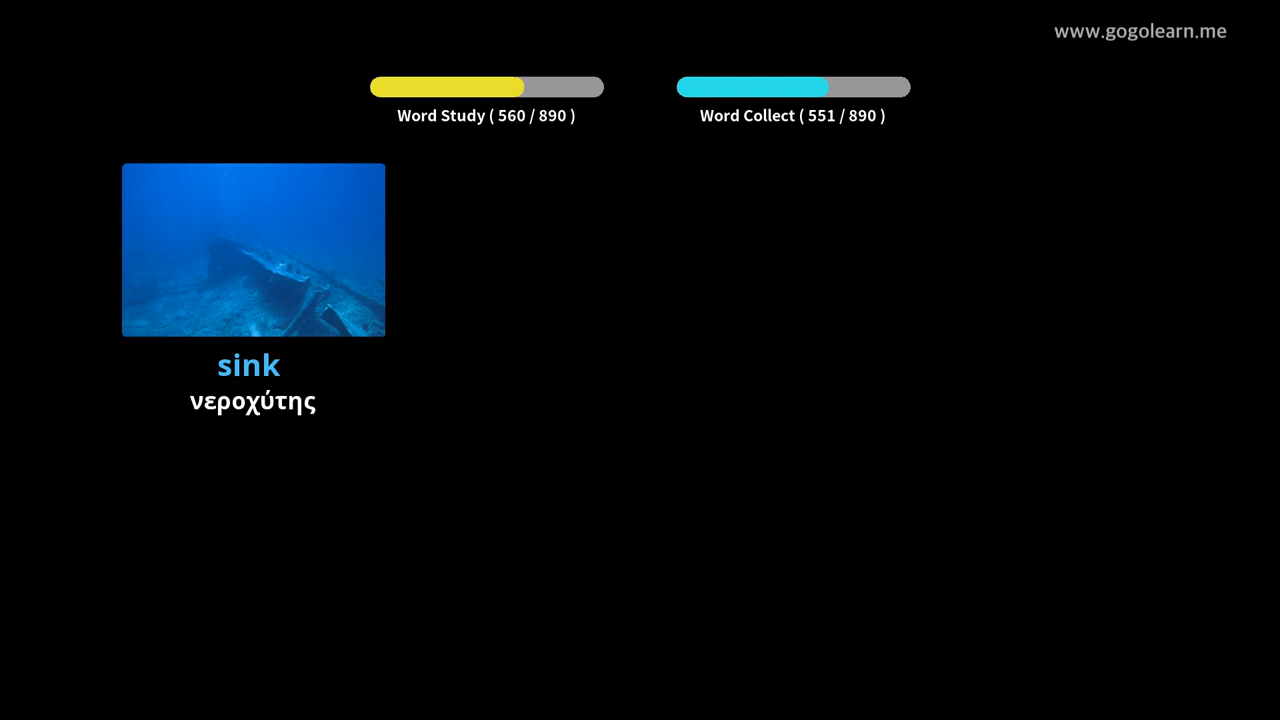 www.gogolearn.me
Word Study ( 560 / 890 )
Word Collect ( 551 / 890 )
sink
νεροχύτης